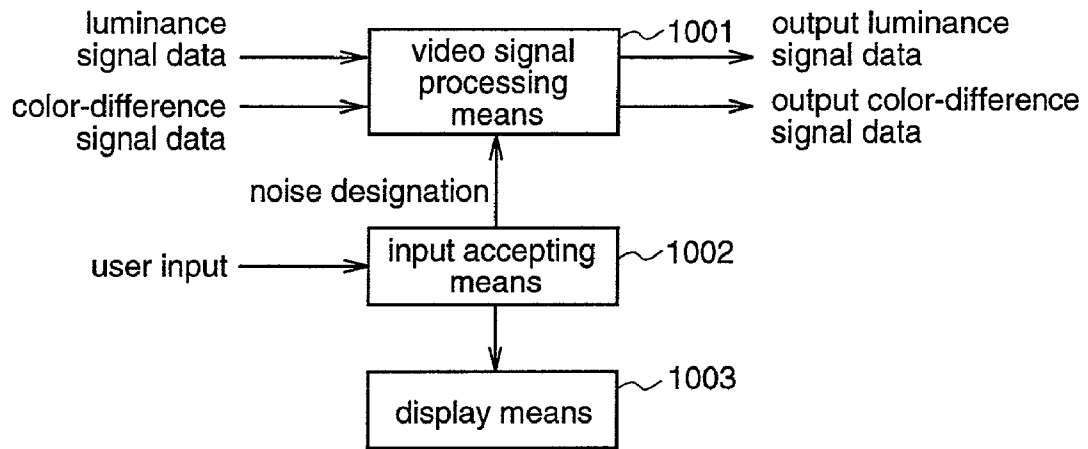 luminance
signal data
color-difference
signal data
video signal
processing
means
1001
output luminance
signal data
output color-difference
signal data
noise designation
user input
input accepting
means
1002
display means
1003